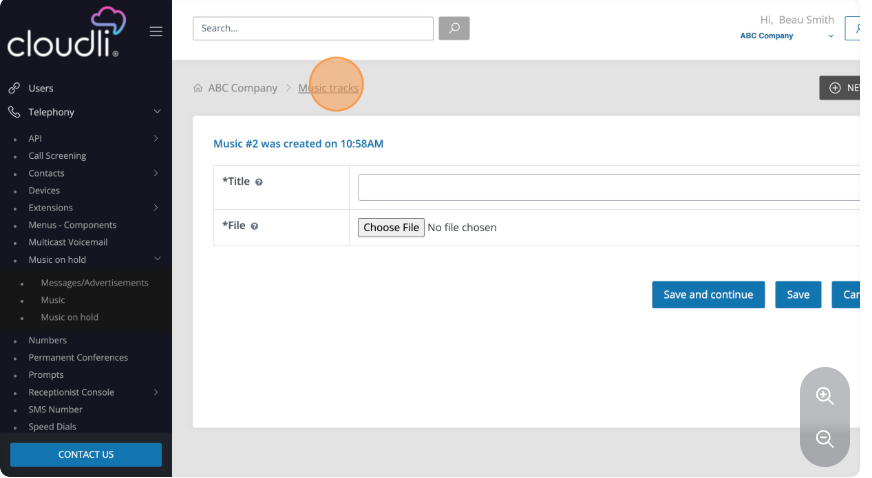 cloudli®
Search...
Hi, Beau Smith
ABC Company
Users
Telephony
API
Call Screening
Contacts
Devices
Extensions
Menus - Components
Multicast Voicemail
Music on hold
Messages/Advertisements
Music
Music on hold
Numbers
Permanent Conferences
Prompts
Receptionist Console
SMS Number
Speed Dials
CONTACT US
ABC Company > Music tracks
Music #2 was created on 10:58AM
*Title
*File
Choose File No file chosen
Save and continue Save